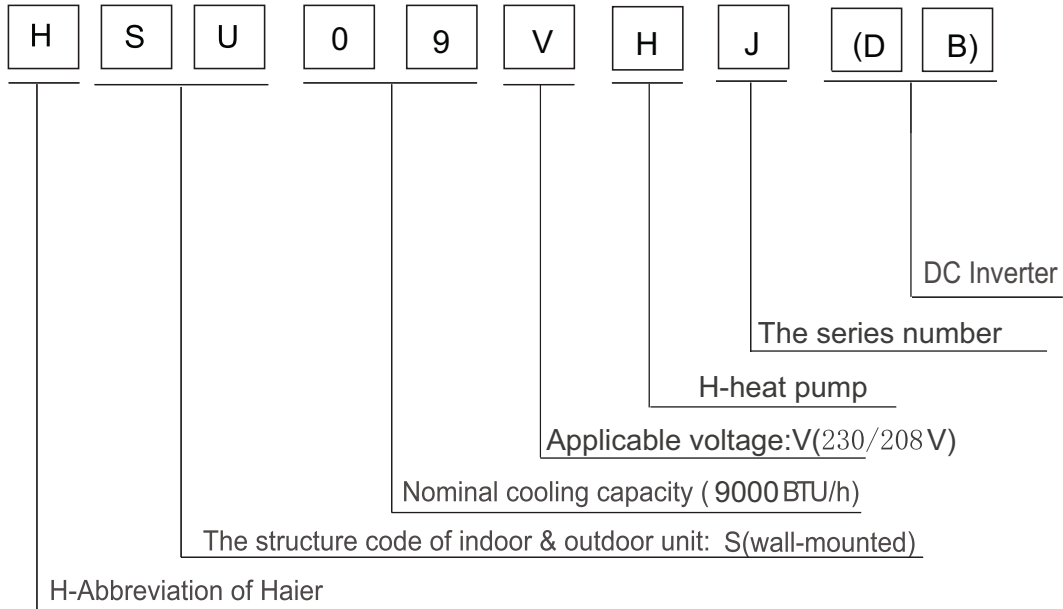 H S U 0 9 V H J (D B)
DC Inverter
The series number
H-heat pump
Applicable voltage:V(230/208V)
Nominal cooling capacity ( 9000BTU/h)
The structure code of indoor & outdoor unit: S(wall-mounted)
H-Abbreviation of Haier